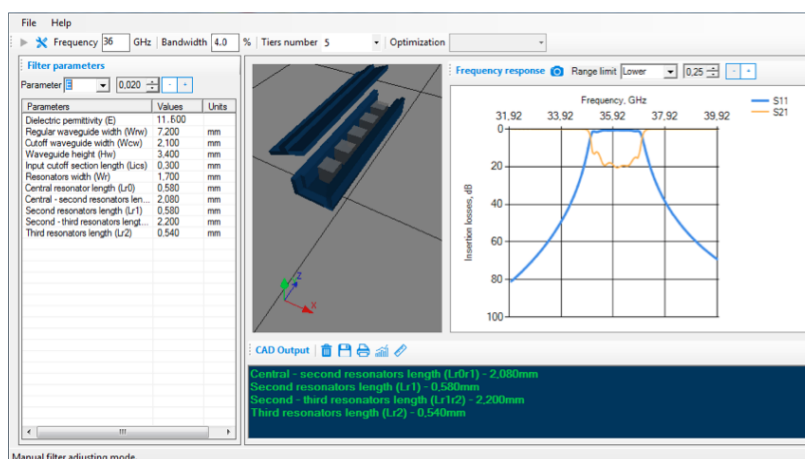 File Help
Frequency 36 GHz Bandwidth 4.0 % Tiers number 5 Optimization
Filter parameters
Parameter E 0,020 - +
Parameters Values Units
Dielectric permittivity (E) 11.600
Regular waveguide width (Wrw) 7,200 mm
Cutoff waveguide width (Wcw) 2,100 mm
Waveguide height (Hw) 3,400 mm
Input cutoff section length (Lics) 0,300 mm
Resonators width (Wr) 1,700 mm
Central resonator length (Lr0) 0,580 mm
Central - second resonators len... 2,080 mm
Second resonators length (Lr1) 0,580 mm
Second - third resonators lengt... 2,200 mm
Third resonators length (Lr2) 0,540 mm
Z
X
Frequency response Range limit Lower 0,25 - +
Frequency, GHz
31,92 33,92 35,92 37,92 39,92
S11
S21
Insertion losses, dB
0
20
40
60
80
100
CAD Output
Central - second resonators length (Lr0r1) - 2,080mm
Second resonators length (Lr1) - 0,580mm
Second - third resonators length (Lr1r2) - 2,200mm
Third resonators length (Lr2) - 0,540mm
Manual filter adjusting mode